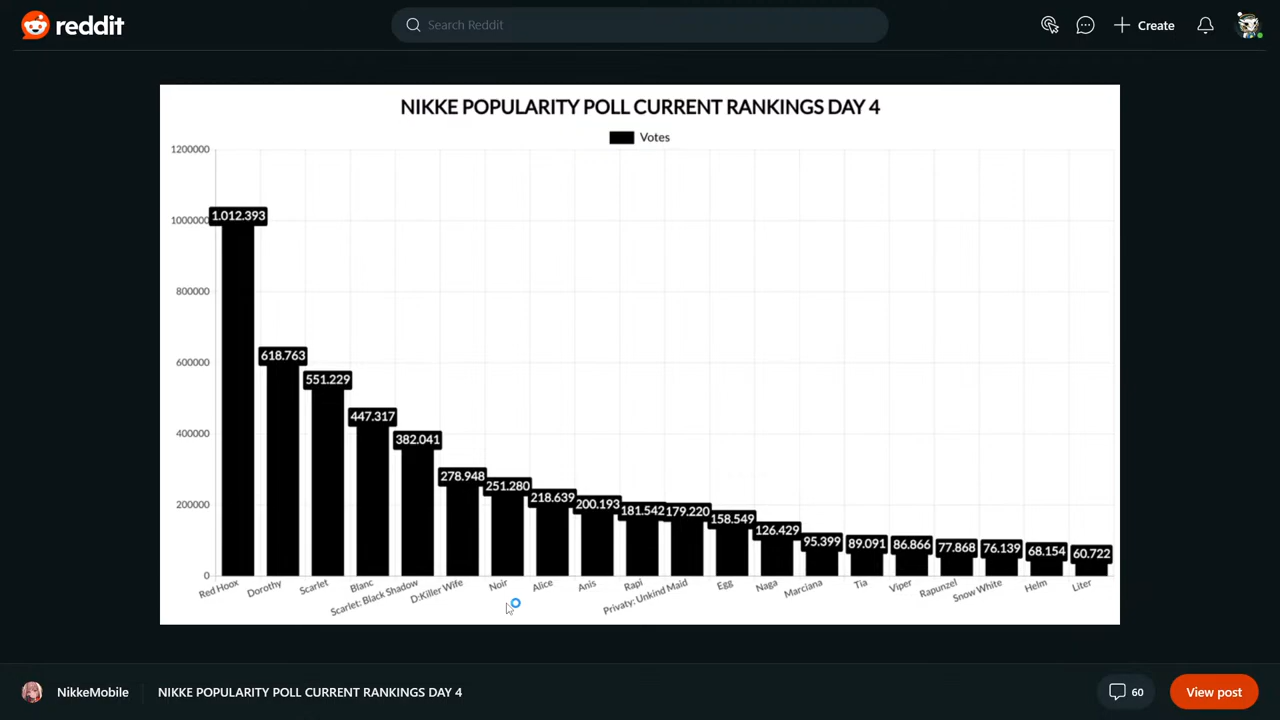 reddit
Search Reddit
Create
NIKKE POPULARITY POLL CURRENT RANKINGS DAY 4
Votes
1200000
1000000
800000
600000
400000
200000
0
1.012.393
618.763
551.229
447.317
382.041
278.948
251.280
218.639
200.193
181.542
179.220
158.549
126.429
95.399
89.091
86.866
77.868
76.139
68.154
60.722
Red Hoox
Dorothy
Scarlet
Blanc
Scarlet: Black Shadow
D:Killer Wife
Noir
Alice
Anis
Rapi
Privaty: Unkind Maid
Egg
Naga
Marciana
Tia
Viper
Rapunzel
Snow White
Helm
Liter
NikkeMobile
NIKKE POPULARITY POLL CURRENT RANKINGS DAY 4
60
View post